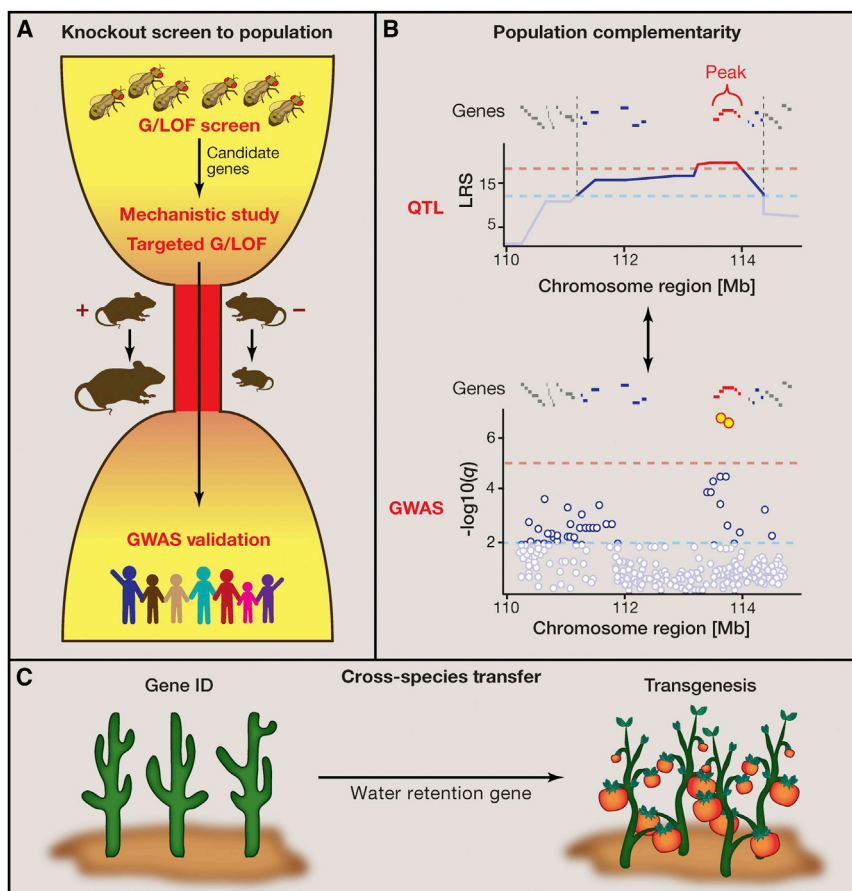 A
Knockout screen to population
G/LOF screen
Candidate
genes
Mechanistic study
Targeted G/LOF
+
−
GWAS validation
B
Population complementarity
Peak
Genes
QTL
LRS
15
5
110
112
114
Chromosome region [Mb]
Genes
GWAS
-log10(q)
6
4
2
110
112
114
Chromosome region [Mb]
C
Cross-species transfer
Gene ID
Transgenesis
Water retention gene